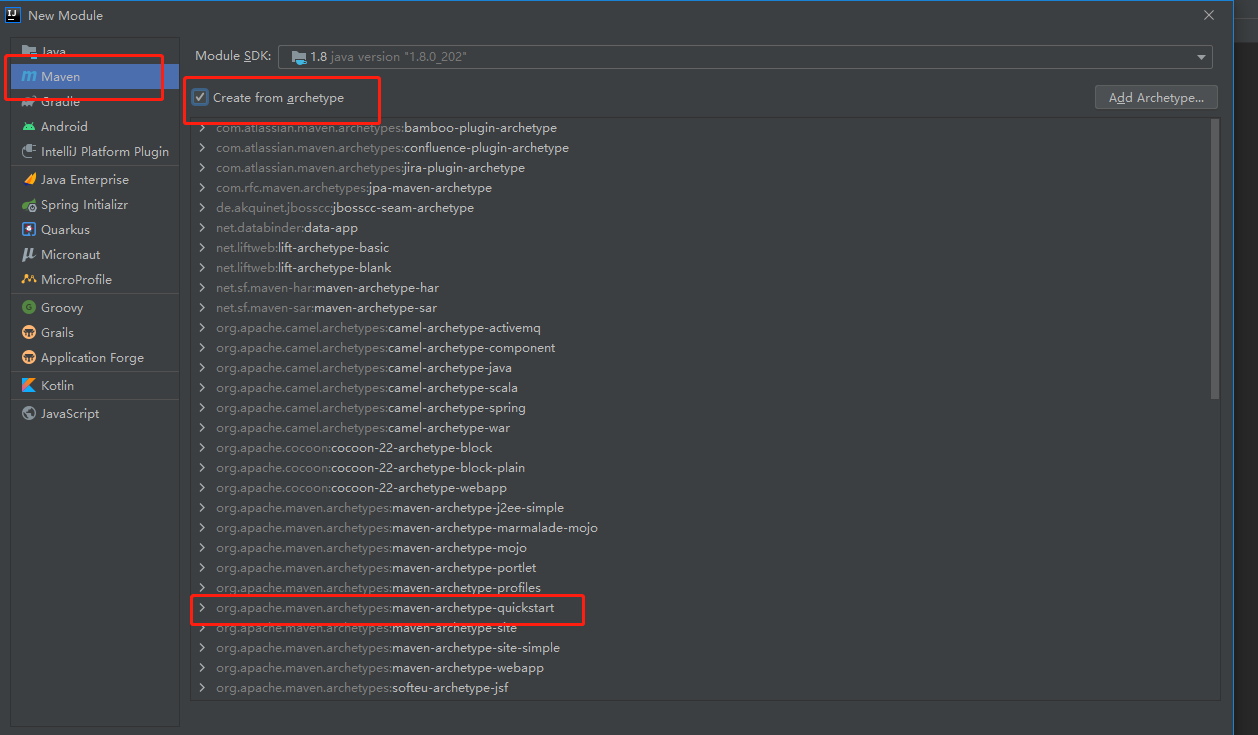 New Module
Java
Maven
Gradle
Android
IntelliJ Platform Plugin
Java Enterprise
Spring Initializr
Quarkus
Micronaut
MicroProfile
Groovy
Grails
Application Forge
Kotlin
JavaScript
Module SDK: 1.8 java version "1.8.0_202"
Create from archetype
Add Archetype...
com.atlassian.maven.archetypes:bamboo-plugin-archetype
com.atlassian.maven.archetypes:confluence-plugin-archetype
com.atlassian.maven.archetypes:jira-plugin-archetype
com.rfc.maven.archetypes:jpa-maven-archetype
de.akquinet.jbosscc:jbosscc-seam-archetype
net.databinder:data-app
net.liftweb:lift-archetype-basic
net.liftweb:lift-archetype-blank
net.sf.maven-har:maven-archetype-har
net.sf.maven-sar:maven-archetype-sar
org.apache.camel.archetypes:camel-archetype-activemq
org.apache.camel.archetypes:camel-archetype-component
org.apache.camel.archetypes:camel-archetype-java
org.apache.camel.archetypes:camel-archetype-scala
org.apache.camel.archetypes:camel-archetype-spring
org.apache.camel.archetypes:camel-archetype-war
org.apache.cocoon:cocoon-22-archetype-block
org.apache.cocoon:cocoon-22-archetype-block-plain
org.apache.cocoon:cocoon-22-archetype-webapp
org.apache.maven.archetypes:maven-archetype-j2ee-simple
org.apache.maven.archetypes:maven-archetype-marmalade-mojo
org.apache.maven.archetypes:maven-archetype-mojo
org.apache.maven.archetypes:maven-archetype-portlet
org.apache.maven.archetypes:maven-archetype-profiles
org.apache.maven.archetypes:maven-archetype-quickstart
org.apache.maven.archetypes:maven-archetype-site
org.apache.maven.archetypes:maven-archetype-site-simple
org.apache.maven.archetypes:maven-archetype-webapp
org.apache.maven.archetypes:softeu-archetype-jsf